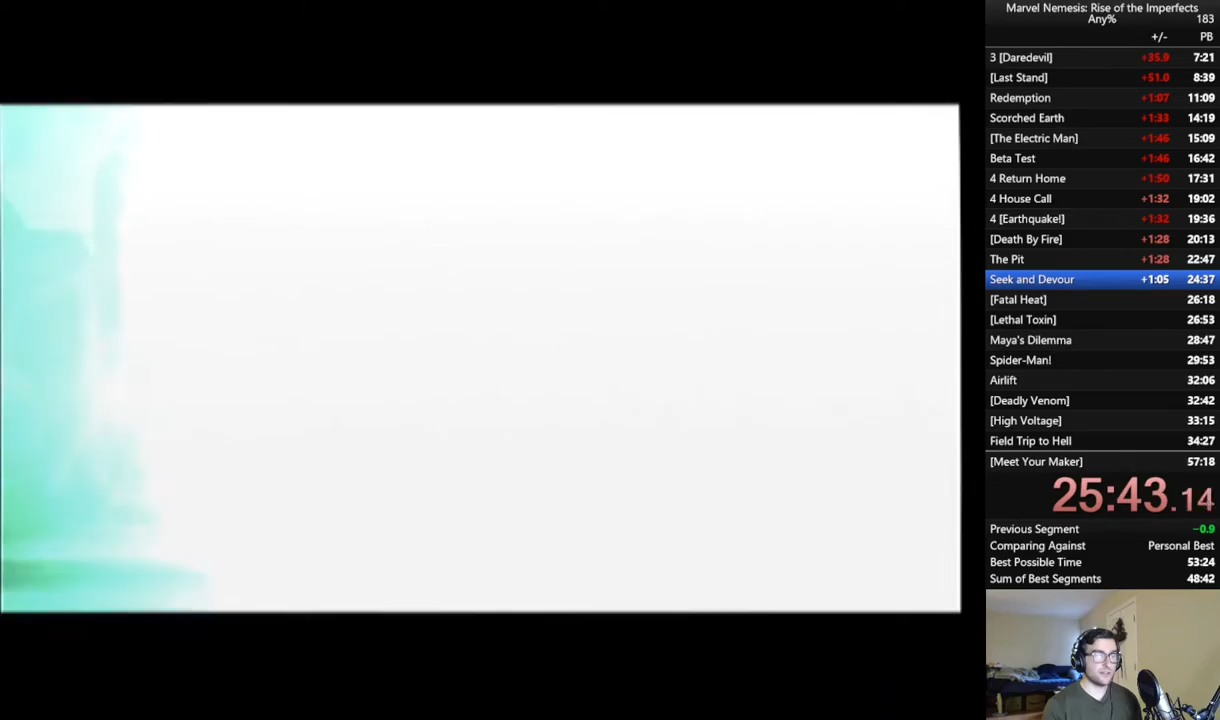 Marvel Nemesis: Rise of the Imperfects
Any% 183
+/- PB
3 [Daredevil] +35.9 7:21
[Last Stand] +51.0 8:39
Redemption +1:07 11:09
Scorched Earth +1:33 14:19
[The Electric Man] +1:46 15:09
Beta Test +1:46 16:42
4 Return Home +1:50 17:31
4 House Call +1:32 19:02
4 [Earthquake!] +1:32 19:36
[Death By Fire] +1:28 20:13
The Pit +1:28 22:47
Seek and Devour +1:05 24:37
[Fatal Heat] 26:18
[Lethal Toxin] 26:53
Maya's Dilemma 28:47
Spider-Man! 29:53
Airlift 32:06
[Deadly Venom] 32:42
[High Voltage] 33:15
Field Trip to Hell 34:27
[Meet Your Maker] 57:18
25:43.14
Previous Segment −0.9
Comparing Against Personal Best
Best Possible Time 53:24
Sum of Best Segments 48:42